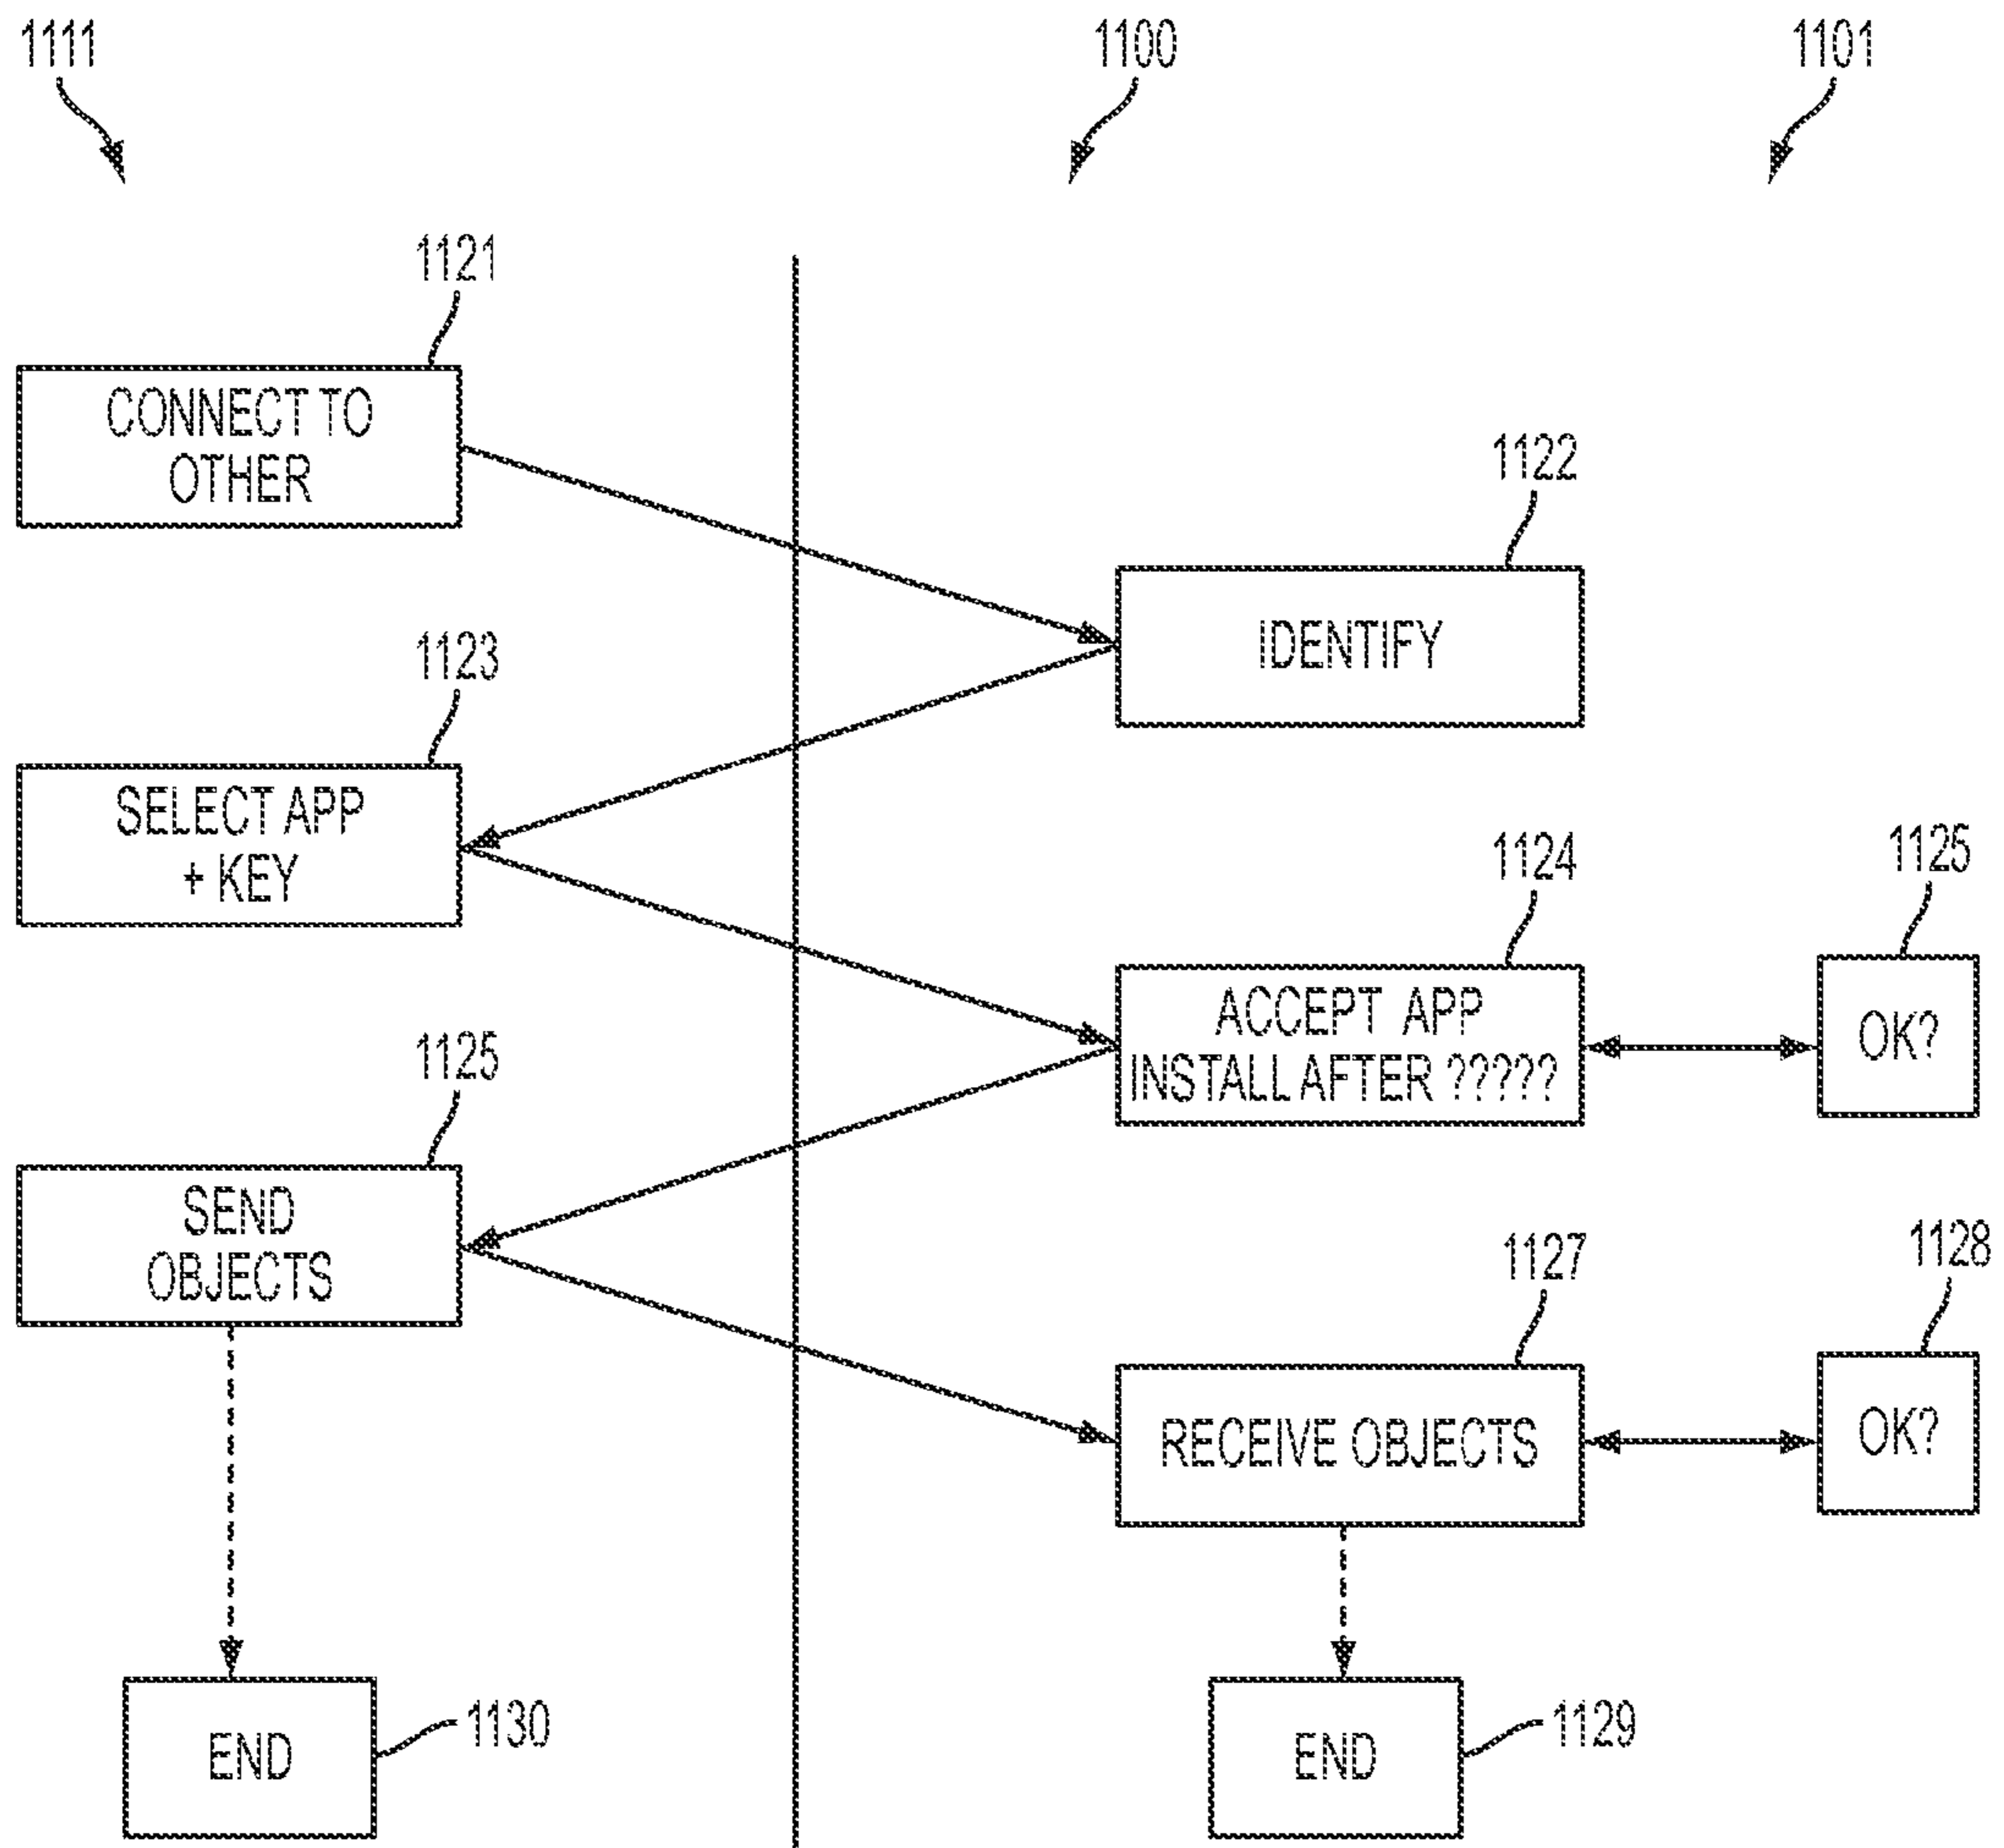 1111
1100
1101
1121
CONNECT TO
OTHER
1122
IDENTIFY
1123
SELECT APP
+ KEY
1124
ACCEPT APP
INSTALL AFTER ?????
1125
OK?
1125
SEND
OBJECTS
1127
RECEIVE OBJECTS
1128
OK?
END
1130
END
1129